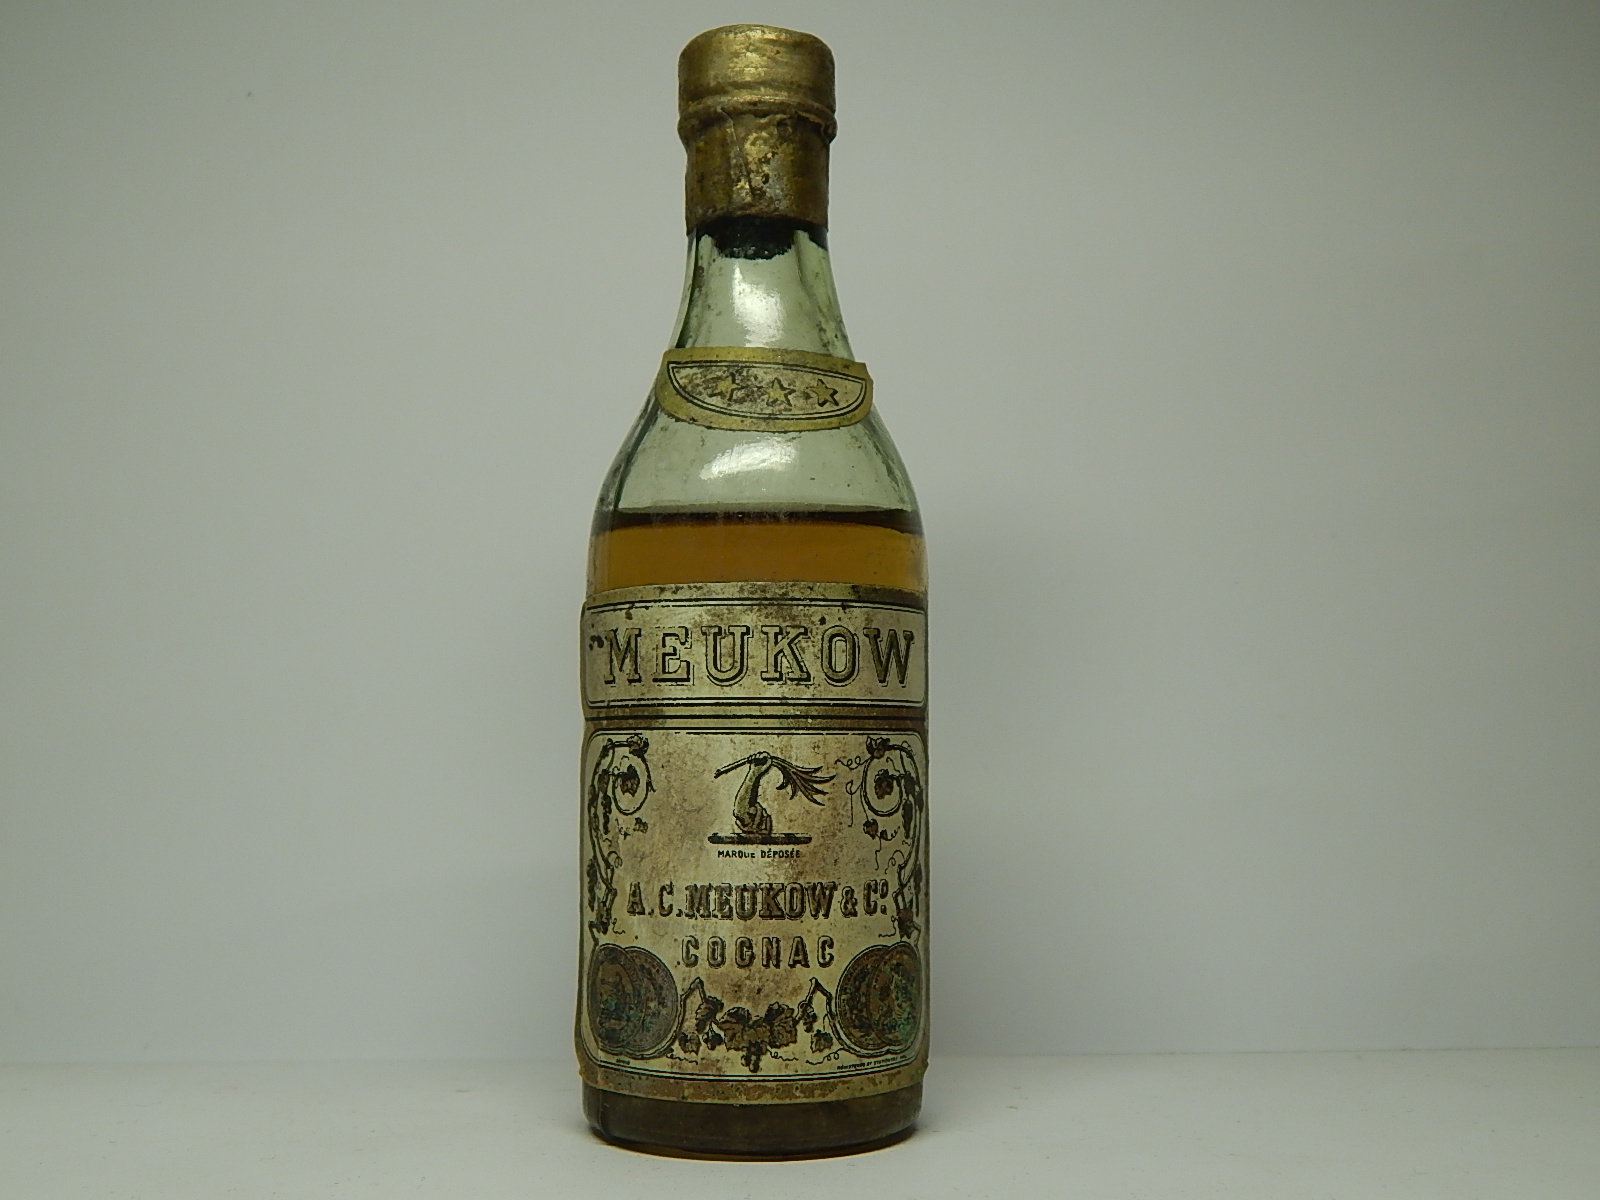 MEUKOW
MARQUE DÉPOSÉE
A.C. MEUKOW & Cº.
COGNAC